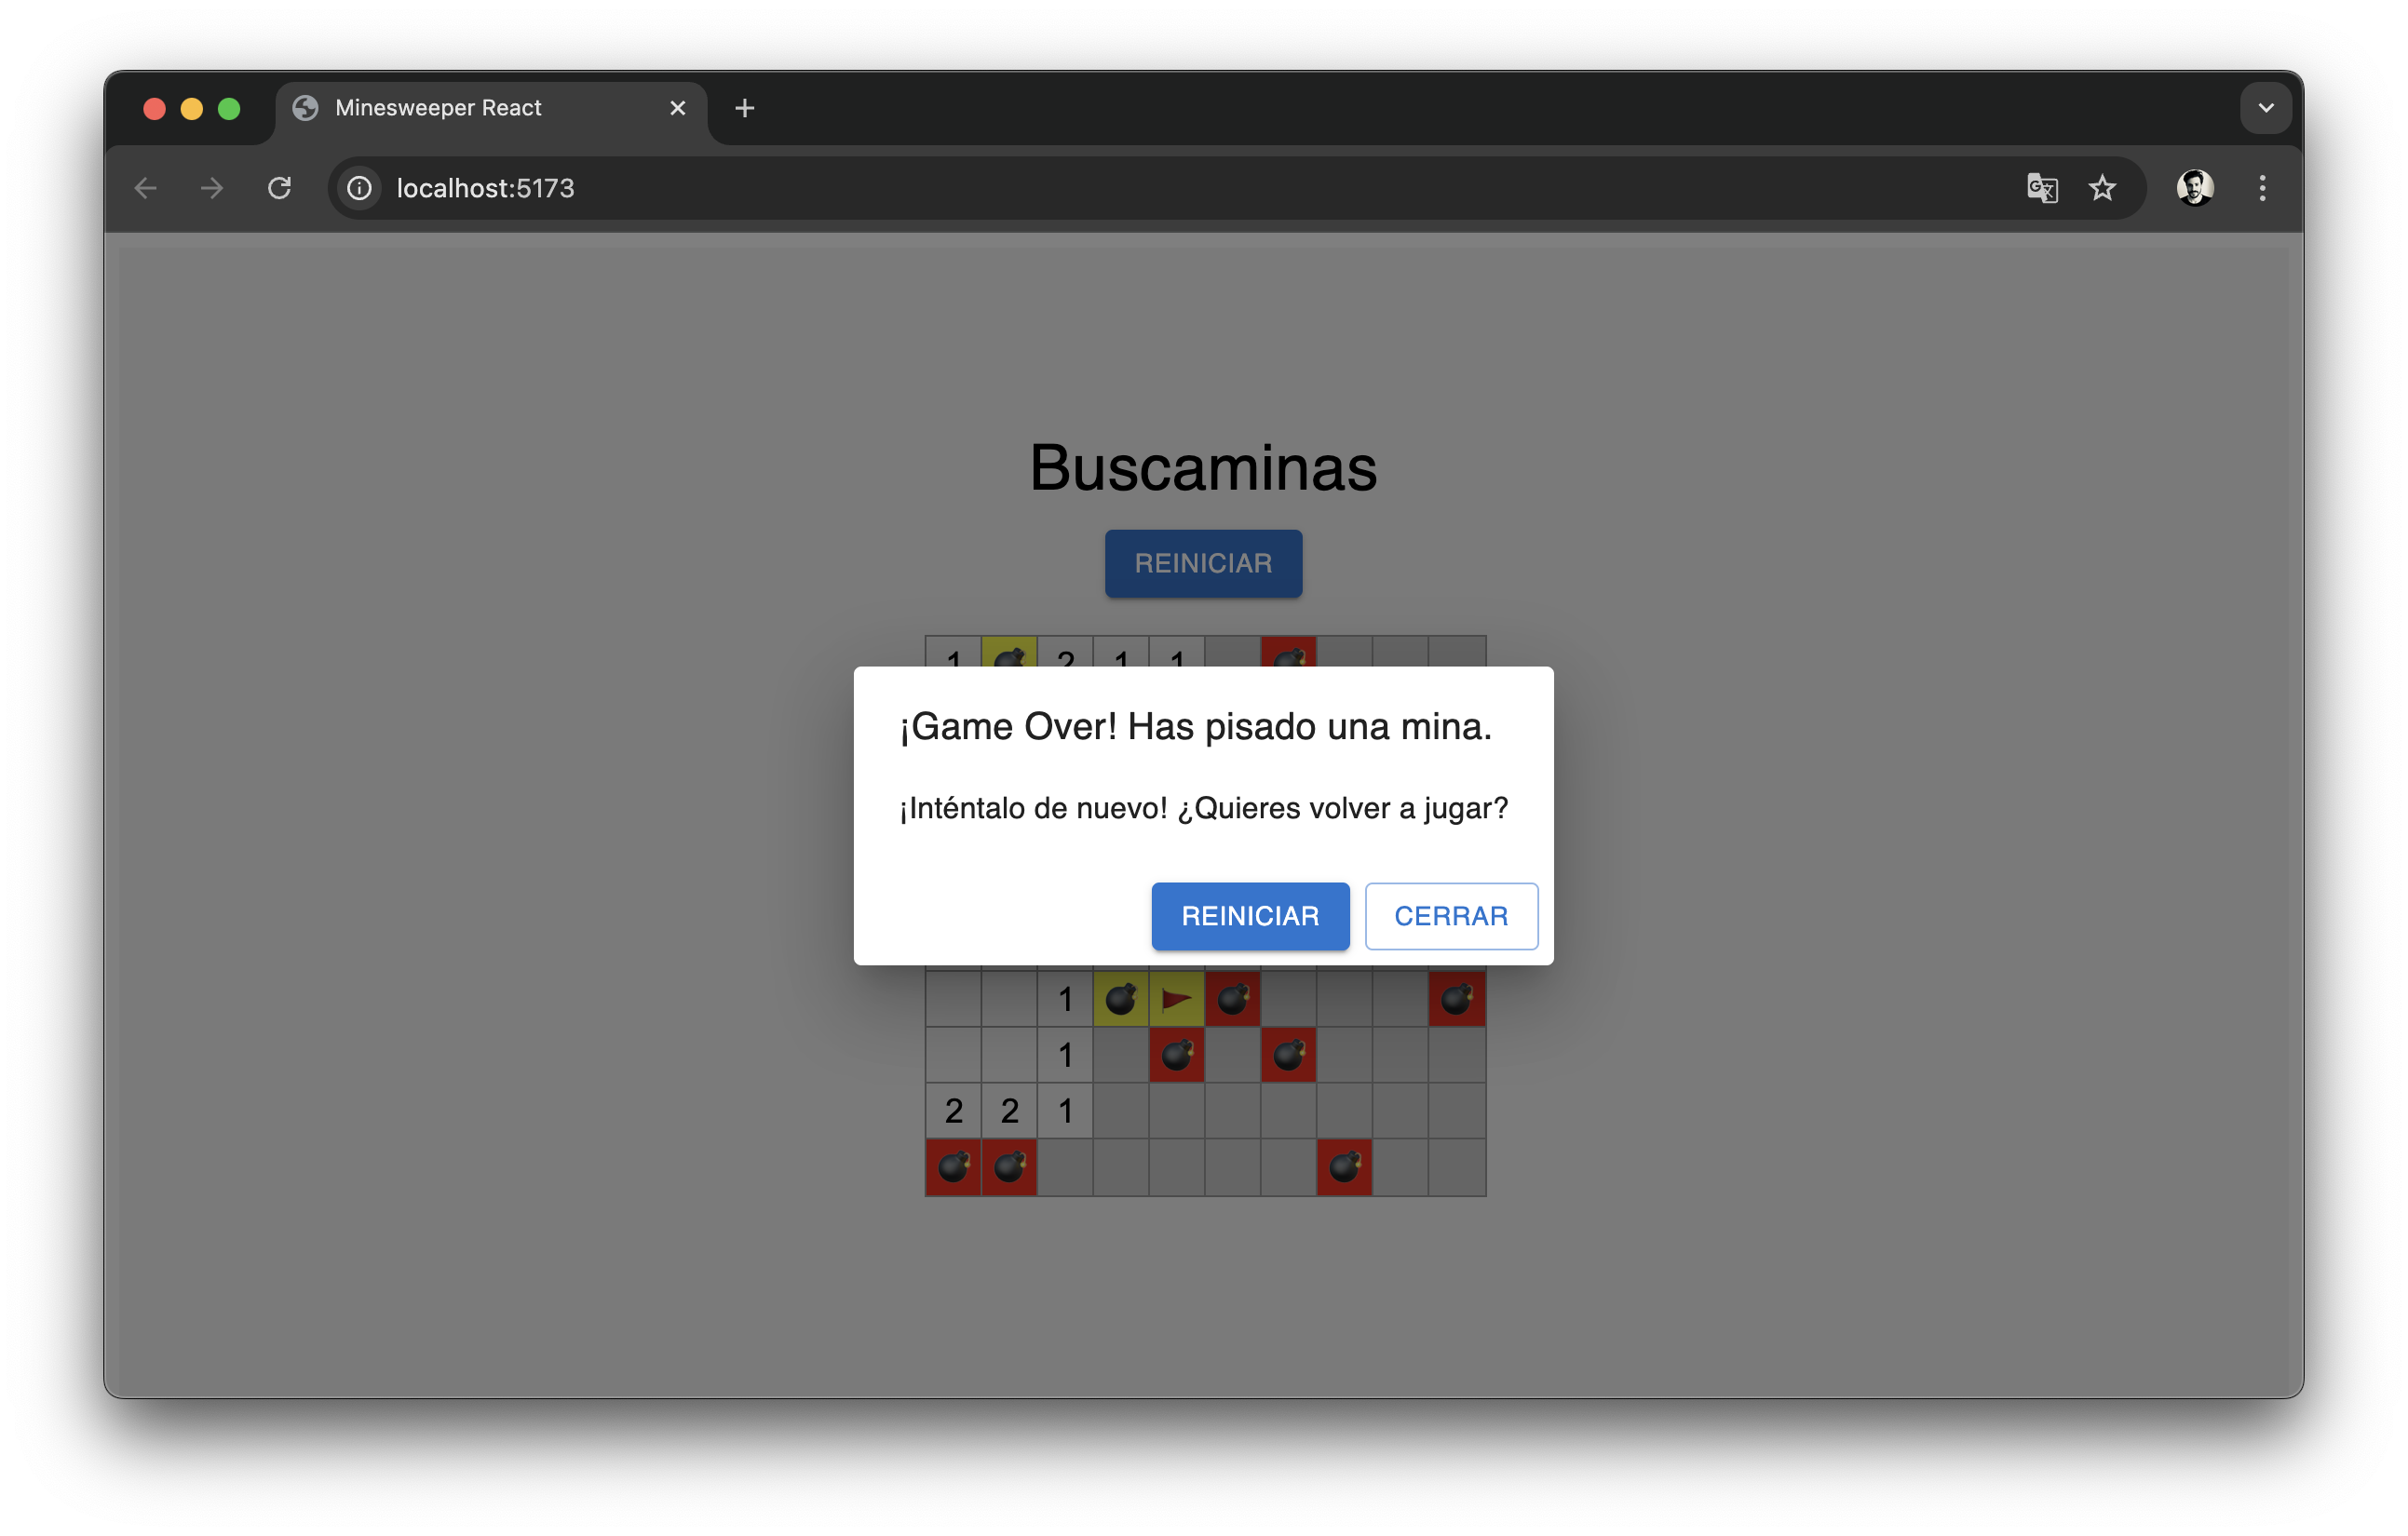 Minesweeper React
localhost:5173
Buscaminas
REINICIAR
1 2 1 1
¡Game Over! Has pisado una mina.
¡Inténtalo de nuevo! ¿Quieres volver a jugar?
REINICIAR CERRAR
1
1
2 2 1